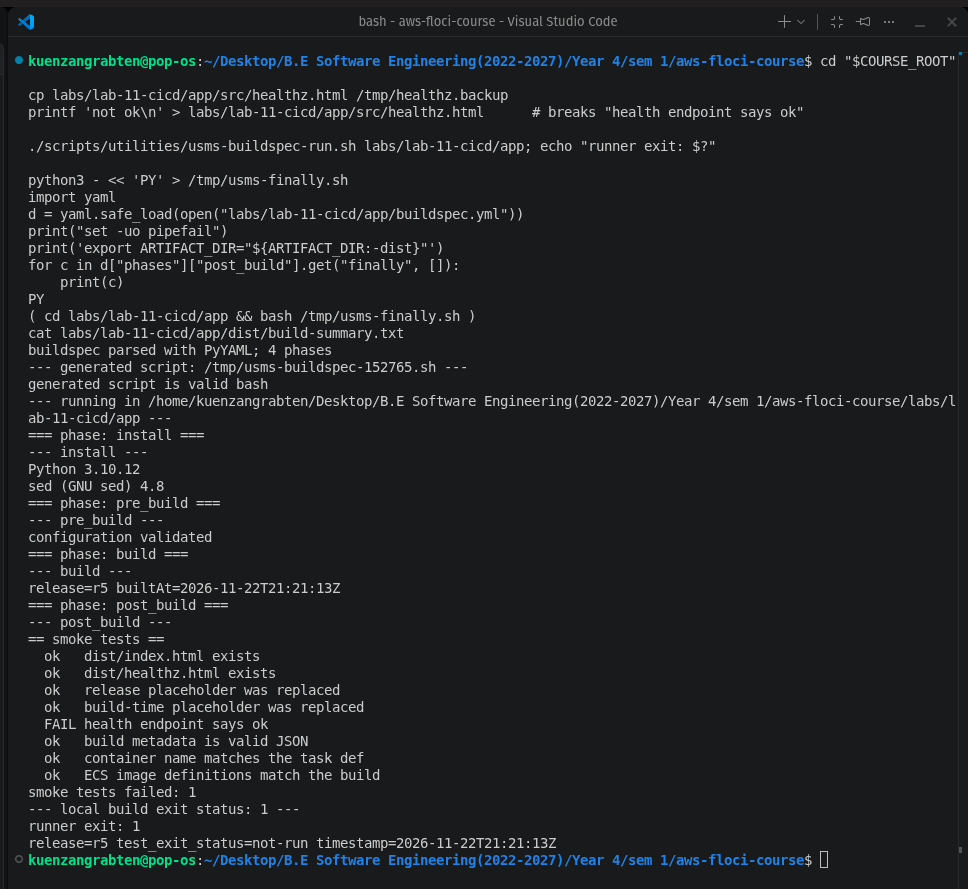 bash - aws-floci-course - Visual Studio Code
kuenzangrabten@pop-os:~/Desktop/B.E Software Engineering(2022-2027)/Year 4/sem 1/aws-floci-course$ cd "$COURSE_ROOT"
cp labs/lab-11-cicd/app/src/healthz.html /tmp/healthz.backup
printf 'not ok\n' > labs/lab-11-cicd/app/src/healthz.html      # breaks "health endpoint says ok"
./scripts/utilities/usms-buildspec-run.sh labs/lab-11-cicd/app; echo "runner exit: $?"
python3 - << 'PY' > /tmp/usms-finally.sh
import yaml
d = yaml.safe_load(open("labs/lab-11-cicd/app/buildspec.yml"))
print("set -uo pipefail")
print('export ARTIFACT_DIR="${ARTIFACT_DIR:-dist}"')
for c in d["phases"]["post_build"].get("finally", []):
    print(c)
PY
( cd labs/lab-11-cicd/app && bash /tmp/usms-finally.sh )
cat labs/lab-11-cicd/app/dist/build-summary.txt
buildspec parsed with PyYAML; 4 phases
--- generated script: /tmp/usms-buildspec-152765.sh ---
generated script is valid bash
--- running in /home/kuenzangrabten/Desktop/B.E Software Engineering(2022-2027)/Year 4/sem 1/aws-floci-course/labs/l
ab-11-cicd/app ---
=== phase: install ===
--- install ---
Python 3.10.12
sed (GNU sed) 4.8
=== phase: pre_build ===
--- pre_build ---
configuration validated
=== phase: build ===
--- build ---
release=r5 builtAt=2026-11-22T21:21:13Z
=== phase: post_build ===
--- post_build ---
== smoke tests ==
  ok   dist/index.html exists
  ok   dist/healthz.html exists
  ok   release placeholder was replaced
  ok   build-time placeholder was replaced
  FAIL health endpoint says ok
  ok   build metadata is valid JSON
  ok   container name matches the task def
  ok   ECS image definitions match the build
smoke tests failed: 1
--- local build exit status: 1 ---
runner exit: 1
release=r5 test_exit_status=not-run timestamp=2026-11-22T21:21:13Z
kuenzangrabten@pop-os:~/Desktop/B.E Software Engineering(2022-2027)/Year 4/sem 1/aws-floci-course$